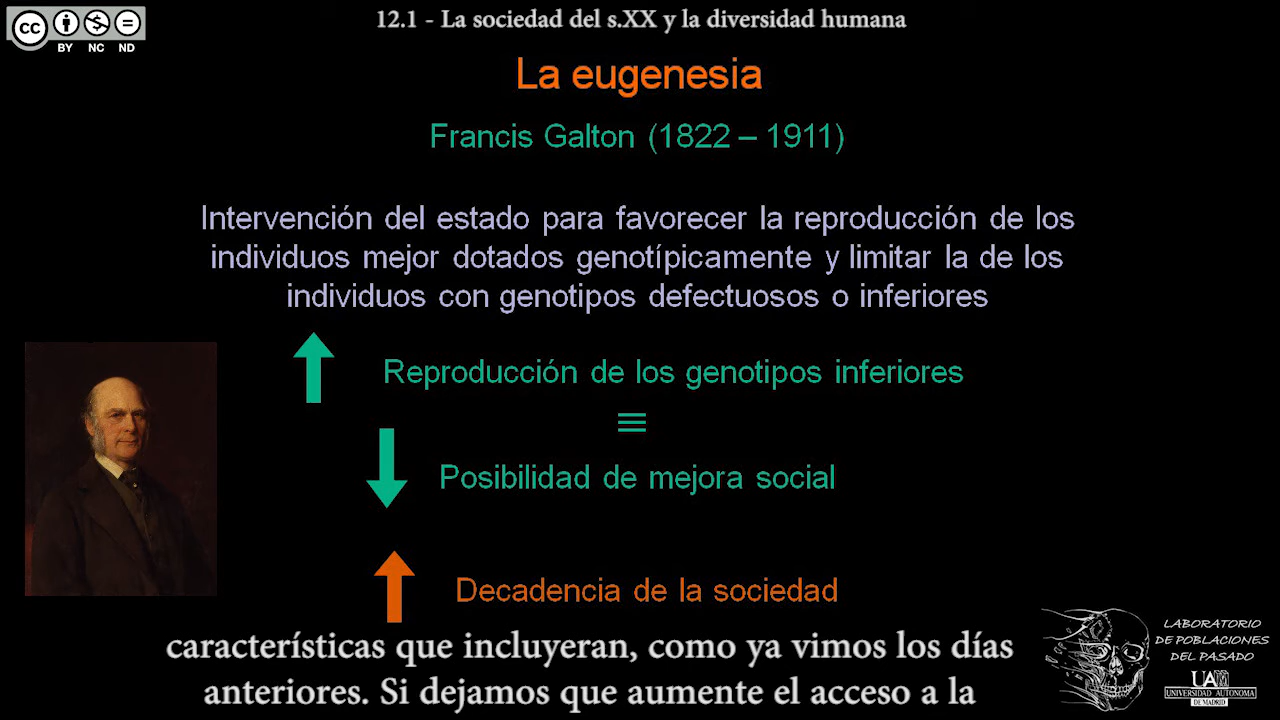 12.1 - La sociedad del s.XX y la diversidad humana
cc
BY NC ND
La eugenesia
Francis Galton (1822 – 1911)
Intervención del estado para favorecer la reproducción de los
individuos mejor dotados genotípicamente y limitar la de los
individuos con genotipos defectuosos o inferiores
Reproducción de los genotipos inferiores
≡
Posibilidad de mejora social
Decadencia de la sociedad
características que incluyeran, como ya vimos los días
anteriores. Si dejamos que aumente el acceso a la
LABORATORIO
DE POBLACIONES
DEL PASADO
UAM
UNIVERSIDAD AUTONOMA
DE MADRID